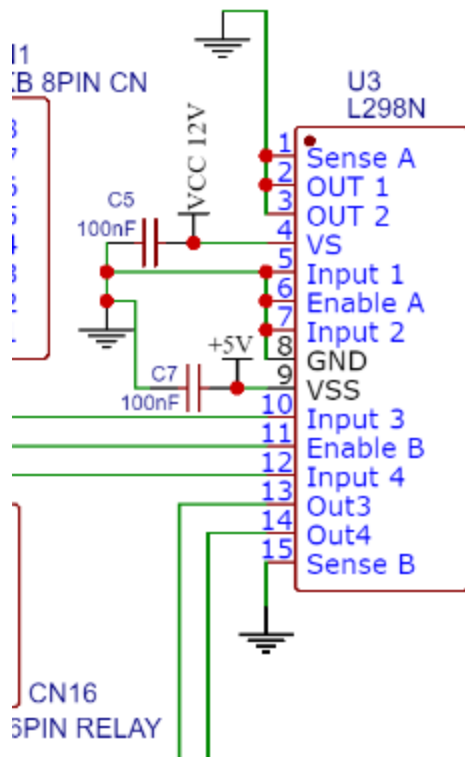 8PIN CN
U3
L298N
VCC 12V
C5
100nF
+5V
C7
100nF
1 Sense A
2 OUT 1
3 OUT 2
4 VS
5 Input 1
6 Enable A
7 Input 2
8 GND
9 VSS
10 Input 3
11 Enable B
12 Input 4
13 Out3
14 Out4
15 Sense B
CN16
6PIN RELAY